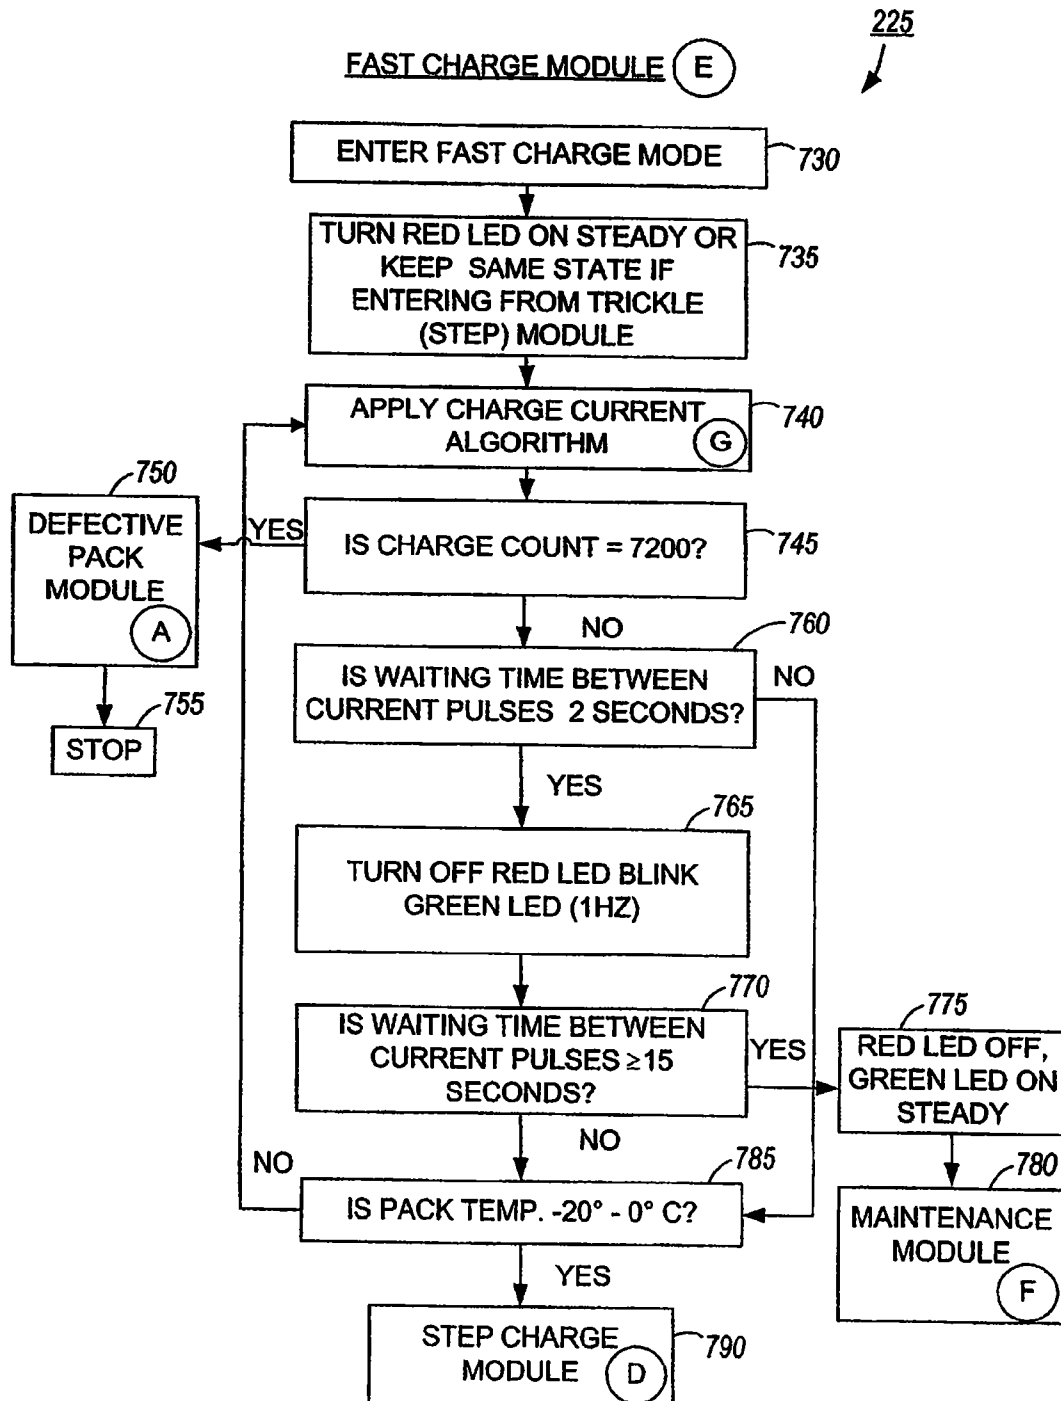 225
FAST CHARGE MODULE E
ENTER FAST CHARGE MODE
730
TURN RED LED ON STEADY OR
KEEP SAME STATE IF
ENTERING FROM TRICKLE
(STEP) MODULE
735
APPLY CHARGE CURRENT
ALGORITHM
G
740
IS CHARGE COUNT = 7200?
745
YES
750
DEFECTIVE
PACK
MODULE
A
755
STOP
NO
760
IS WAITING TIME BETWEEN
CURRENT PULSES 2 SECONDS?
NO
YES
765
TURN OFF RED LED BLINK
GREEN LED (1HZ)
770
IS WAITING TIME BETWEEN
CURRENT PULSES ≥15
SECONDS?
YES
775
RED LED OFF,
GREEN LED ON
STEADY
780
MAINTENANCE
MODULE
F
NO
NO
785
IS PACK TEMP. -20° - 0° C?
YES
STEP CHARGE
MODULE
D
790